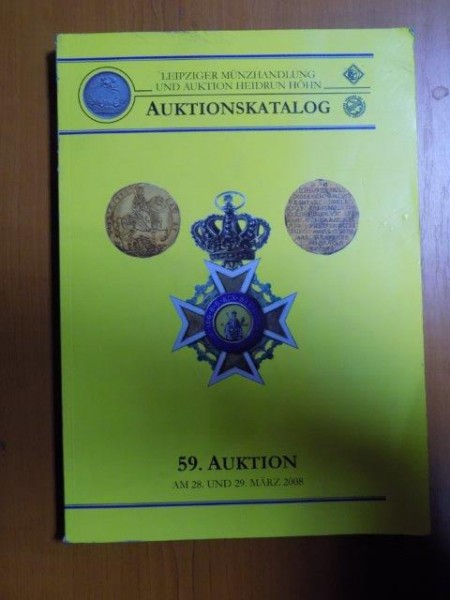 LEIPZIGER MÜNZHANDLUNG
UND AUKTION HEIDRUN HÖHN
AUKTIONSKATALOG
59. AUKTION
AM 28. UND 29. MÄRZ 2008